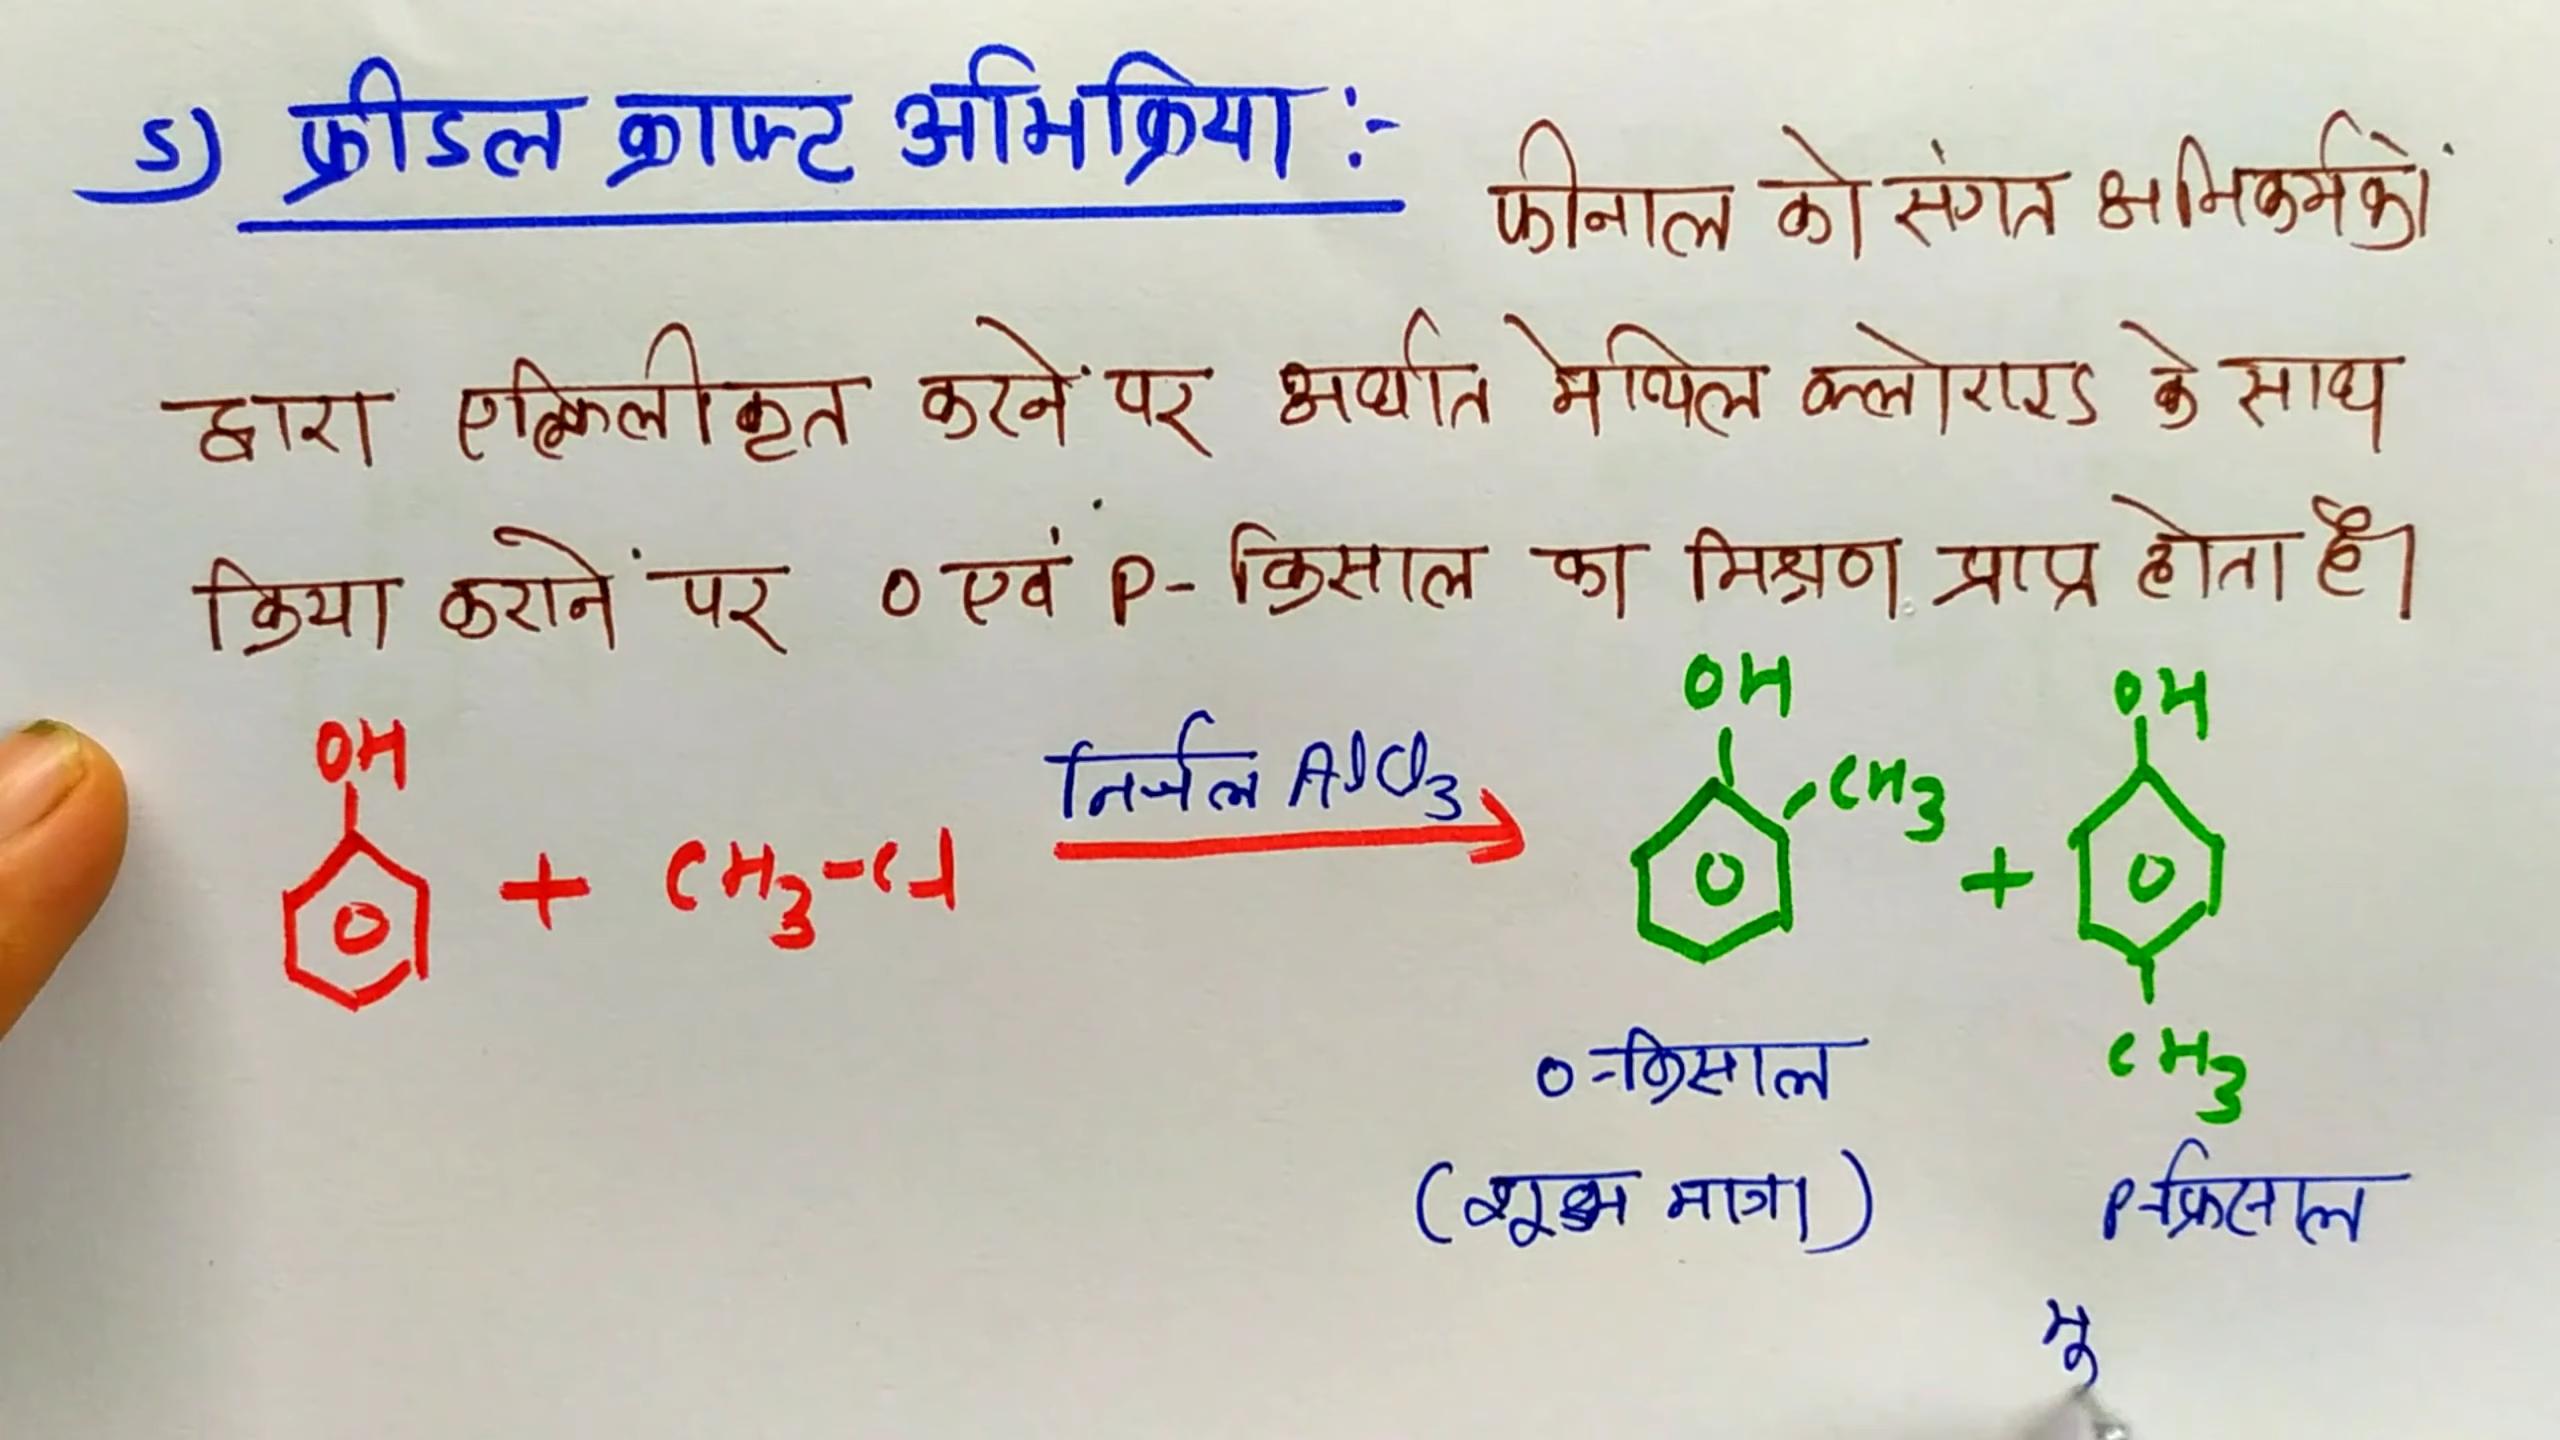 5) फ्रीडल क्राफ्ट अभिक्रिया :-
फीनाल को संगत अभिकर्मकों
द्वारा एल्किलीकृत करनें पर अर्थात मेथिल क्लोराइड के साथ
क्रिया करानें पर o एवं P- क्रिसाल का मिश्रण प्राप्त होता है।
OH
+ CH3-Cl
निर्जल AlCl3
OH
CH3
+
OH
CH3
o-क्रिसाल
(सूक्ष्म मात्रा)
P-क्रिसाल
मु